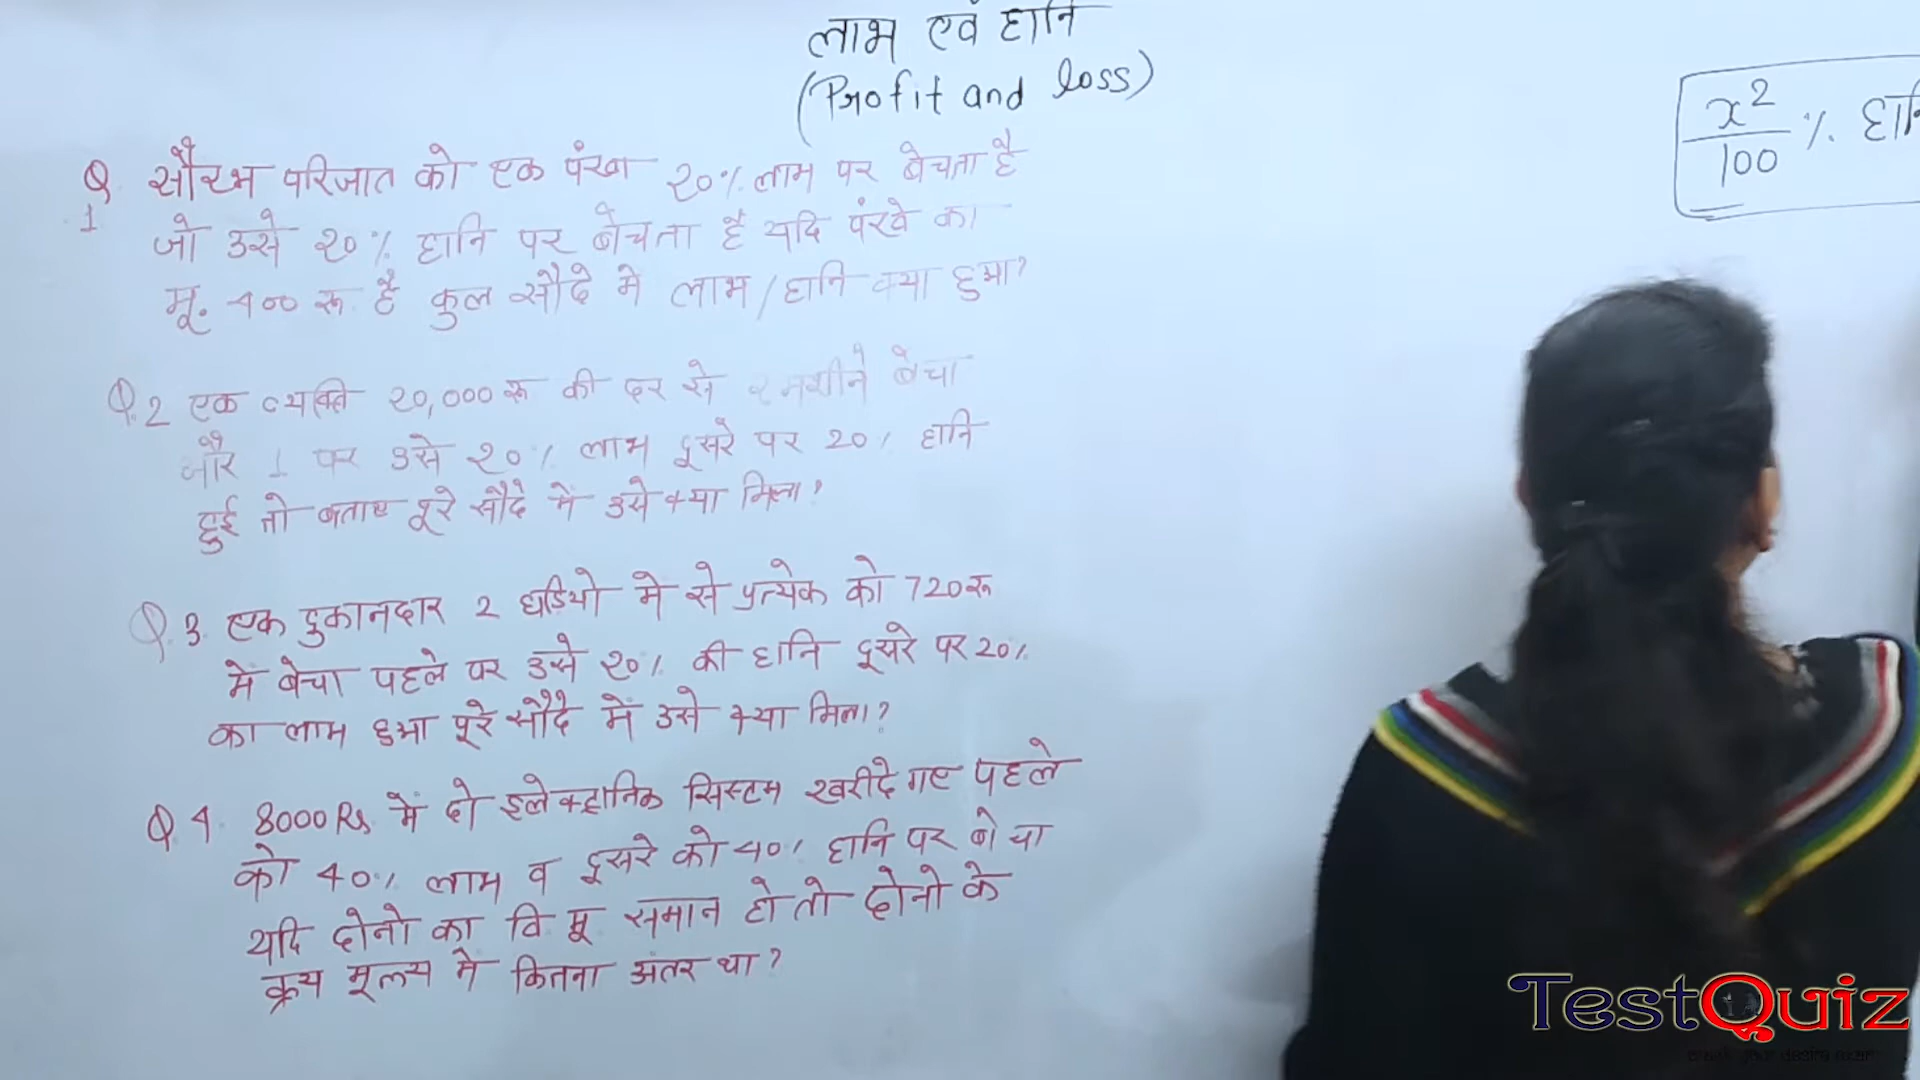 लाभ एवं हानि
(Profit and loss)
x²/100 % हानि
Q.1 सौरभ परिजात को एक पंखा 20% लाभ पर बेचता है
जो उसे 20% हानि पर बेचता है यदि पंखे का
मू. 400 रू है कुल सौदे मे लाभ/हानि क्या हुआ?
Q.2 एक व्यक्ति 20,000 रू की दर से 2 मशीने बेचा
और 1 पर उसे 20% लाभ दूसरे पर 20% हानि
हुई तो बताए पूरे सौदे में उसे क्या मिला?
Q.3. एक दुकानदार 2 घडियो मे से प्रत्येक को 720 रू
में बेचा पहले पर उसे 20% की हानि दूसरे पर 20%
का लाभ हुआ पूरे सौदे में उसे क्या मिला?
Q.4. 8000 Rs में दो इलेक्ट्रानिक सिस्टम खरीदे गए पहले
को 40% लाभ व दूसरे को 40% हानि पर बेचा
यदि दोनो का वि मू समान हो तो दोनो के
क्रय मूल्य मे कितना अंतर था?
TestQuiz